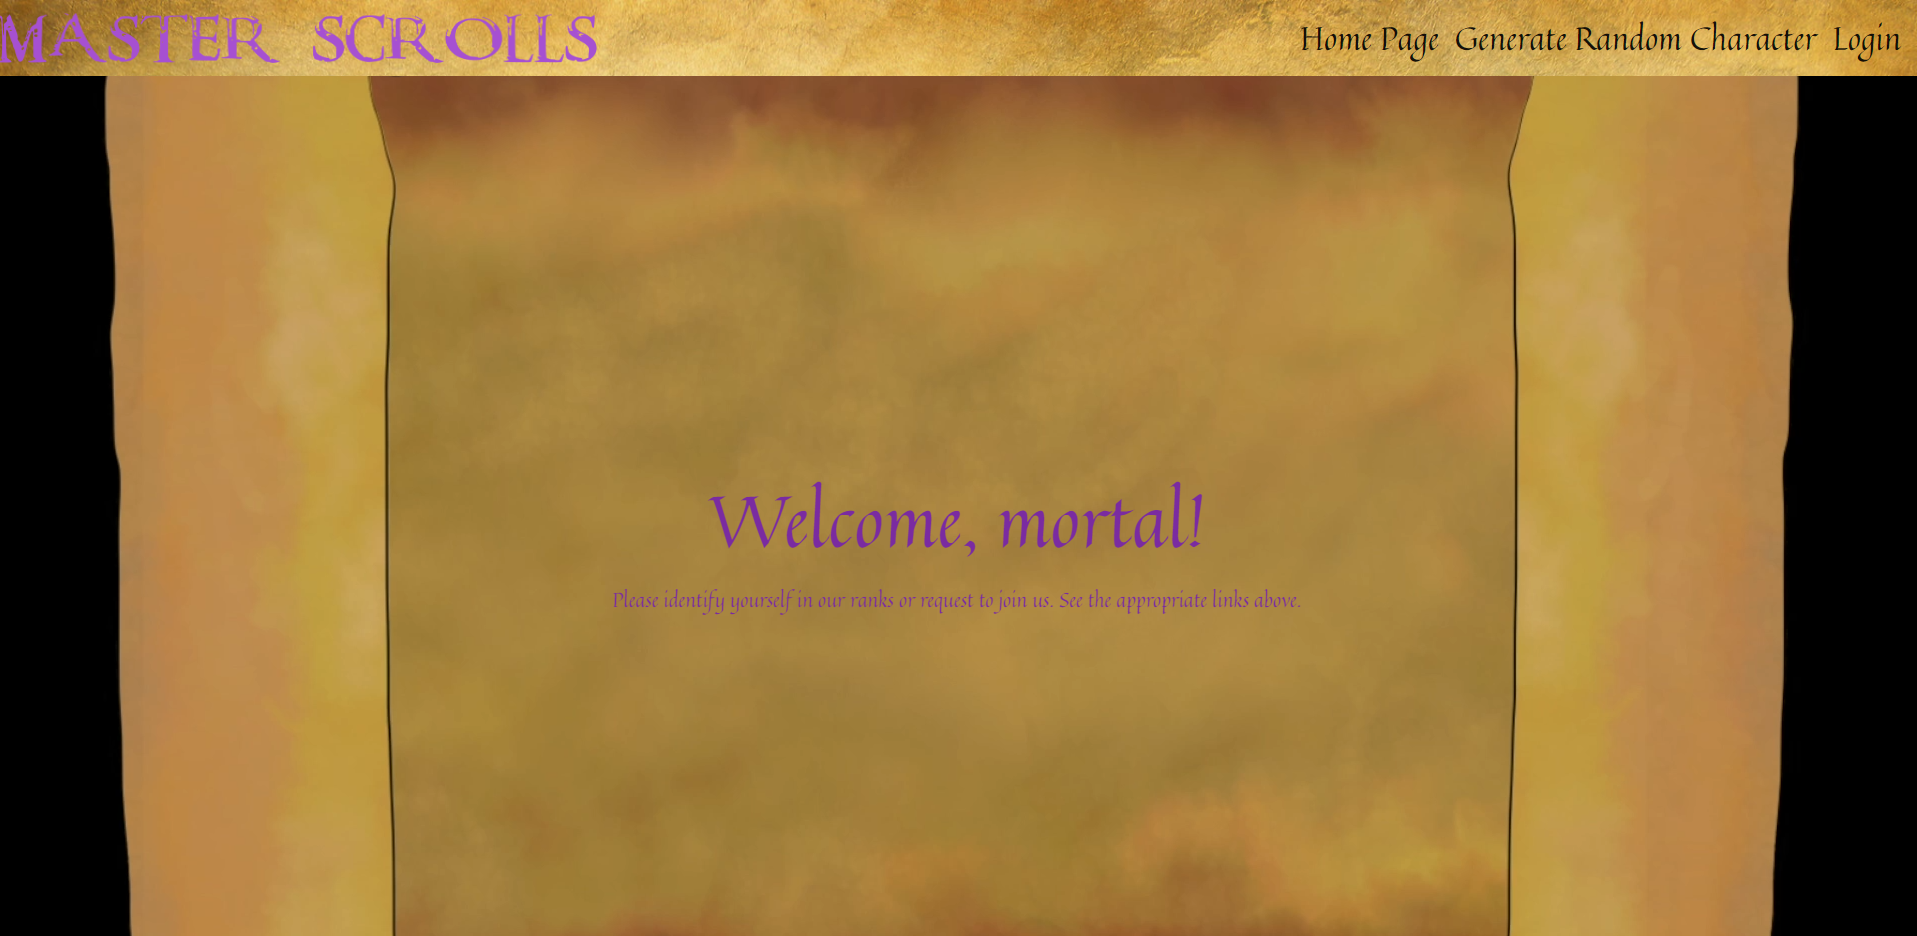 MASTER SCROLLS
Home Page Generate Random Character Login
Welcome, mortal!
Please identify yourself in our ranks or request to join us. See the appropriate links above.